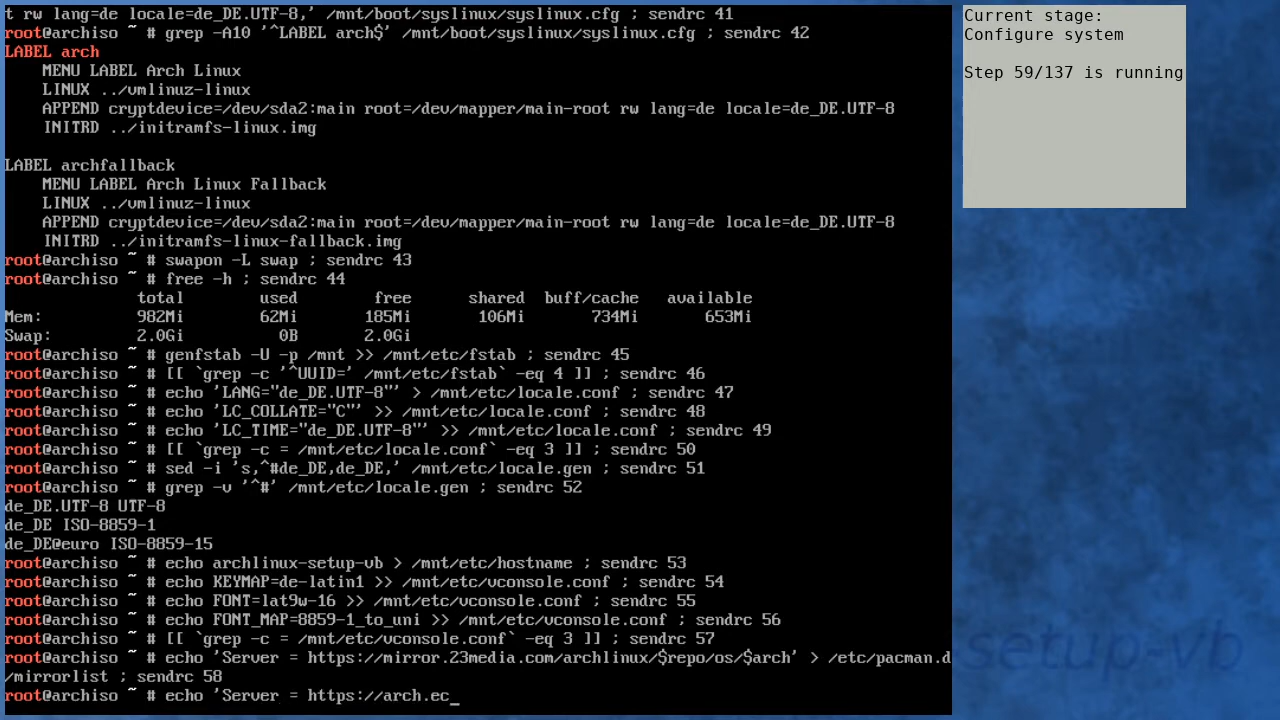 t rw lang=de locale=de_DE.UTF-8,' /mnt/boot/syslinux/syslinux.cfg ; sendrc 41
root@archiso ~ # grep -A10 '^LABEL arch$' /mnt/boot/syslinux/syslinux.cfg ; sendrc 42
LABEL arch
    MENU LABEL Arch Linux
    LINUX ../vmlinuz-linux
    APPEND cryptdevice=/dev/sda2:main root=/dev/mapper/main-root rw lang=de locale=de_DE.UTF-8
    INITRD ../initramfs-linux.img

LABEL archfallback
    MENU LABEL Arch Linux Fallback
    LINUX ../vmlinuz-linux
    APPEND cryptdevice=/dev/sda2:main root=/dev/mapper/main-root rw lang=de locale=de_DE.UTF-8
    INITRD ../initramfs-linux-fallback.img
root@archiso ~ # swapon -L swap ; sendrc 43
root@archiso ~ # free -h ; sendrc 44
              total        used        free      shared  buff/cache   available
Mem:          982Mi        62Mi       185Mi       106Mi       734Mi       653Mi
Swap:         2.0Gi          0B       2.0Gi
root@archiso ~ # genfstab -U -p /mnt >> /mnt/etc/fstab ; sendrc 45
root@archiso ~ # [[ `grep -c '^UUID=' /mnt/etc/fstab` -eq 4 ]] ; sendrc 46
root@archiso ~ # echo 'LANG="de_DE.UTF-8"' > /mnt/etc/locale.conf ; sendrc 47
root@archiso ~ # echo 'LC_COLLATE="C"' >> /mnt/etc/locale.conf ; sendrc 48
root@archiso ~ # echo 'LC_TIME="de_DE.UTF-8"' >> /mnt/etc/locale.conf ; sendrc 49
root@archiso ~ # [[ `grep -c = /mnt/etc/locale.conf` -eq 3 ]] ; sendrc 50
root@archiso ~ # sed -i 's,^#de_DE,de_DE,' /mnt/etc/locale.gen ; sendrc 51
root@archiso ~ # grep -v '^#' /mnt/etc/locale.gen ; sendrc 52
de_DE.UTF-8 UTF-8
de_DE ISO-8859-1
de_DE@euro ISO-8859-15
root@archiso ~ # echo archlinux-setup-vb > /mnt/etc/hostname ; sendrc 53
root@archiso ~ # echo KEYMAP=de-latin1 >> /mnt/etc/vconsole.conf ; sendrc 54
root@archiso ~ # echo FONT=lat9w-16 >> /mnt/etc/vconsole.conf ; sendrc 55
root@archiso ~ # echo FONT_MAP=8859-1_to_uni >> /mnt/etc/vconsole.conf ; sendrc 56
root@archiso ~ # [[ `grep -c = /mnt/etc/vconsole.conf` -eq 3 ]] ; sendrc 57
root@archiso ~ # echo 'Server = https://mirror.23media.com/archlinux/$repo/os/$arch' > /etc/pacman.d
/mirrorlist ; sendrc 58
root@archiso ~ # echo 'Server = https://arch.ec_
Current stage:
Configure system

Step 59/137 is running
setup-vb